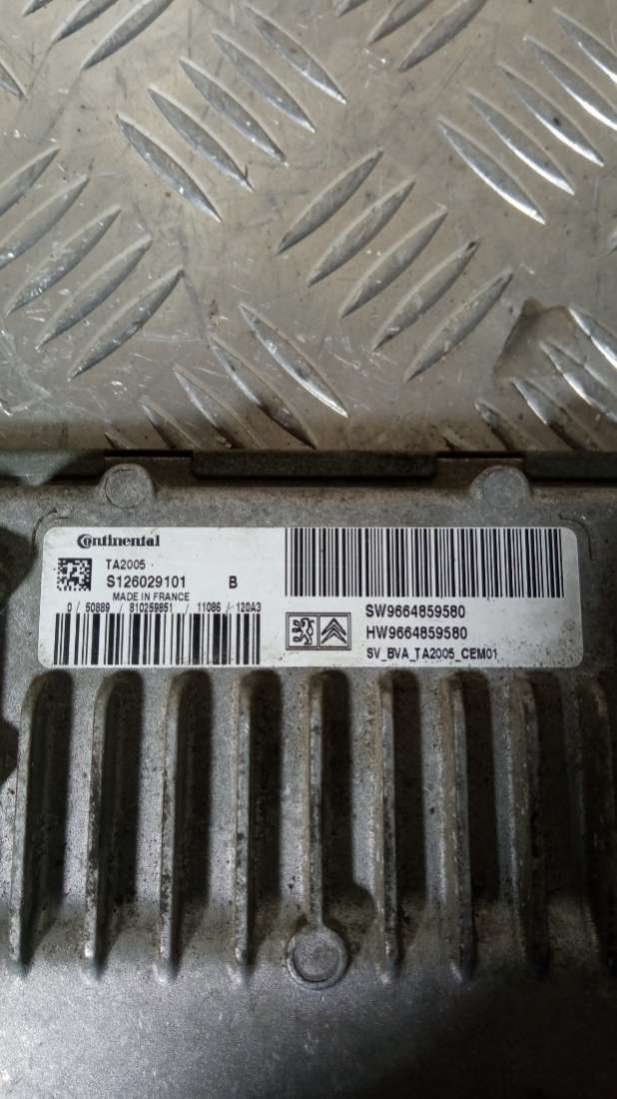 Continental
TA2005
S126029101 B
MADE IN FRANCE
0 / 50889 / 810259851 / 11086 / 120A3
SW9664859580
HW9664859580
SV_BVA_TA2005_CEM01